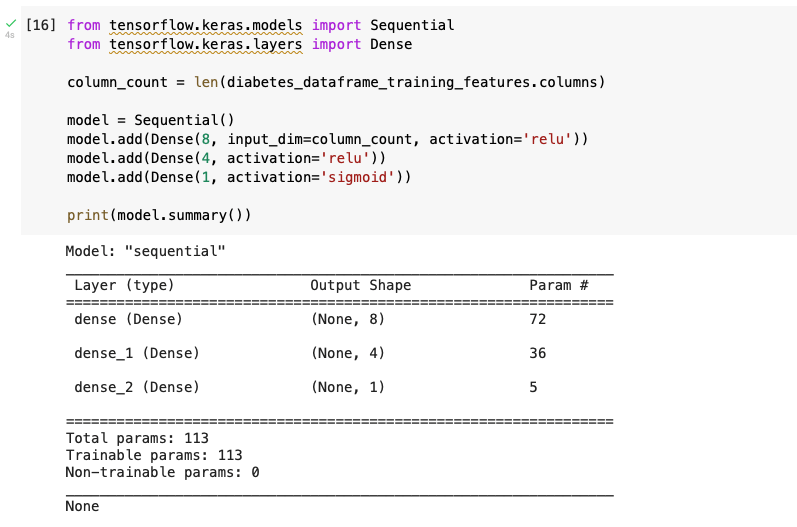 [16] from tensorflow.keras.models import Sequential
4s from tensorflow.keras.layers import Dense
column_count = len(diabetes_dataframe_training_features.columns)
model = Sequential()
model.add(Dense(8, input_dim=column_count, activation='relu'))
model.add(Dense(4, activation='relu'))
model.add(Dense(1, activation='sigmoid'))
print(model.summary())
Model: "sequential"
_________________________________________________________________
Layer (type) Output Shape Param #
=================================================================
dense (Dense) (None, 8) 72
dense_1 (Dense) (None, 4) 36
dense_2 (Dense) (None, 1) 5
=================================================================
Total params: 113
Trainable params: 113
Non-trainable params: 0
_________________________________________________________________
None